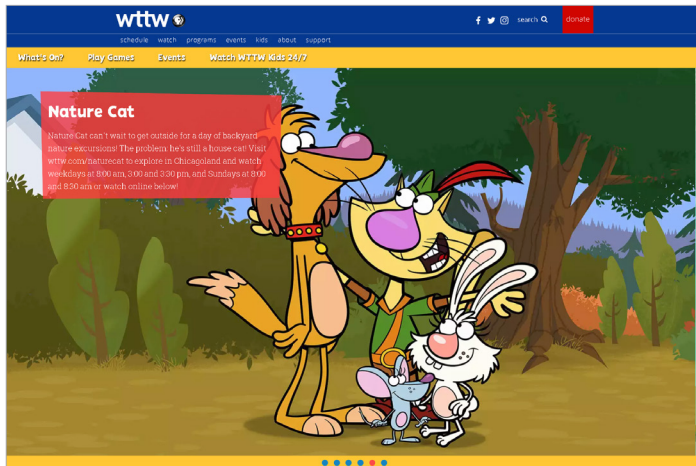 wttw
search
donate
schedule watch programs events kids about support
What's On? Play Games Events Watch WTTW Kids 24/7
Nature Cat
Nature Cat can't wait to get outside for a day of backyard
nature excursions! The problem: he's still a house cat! Visit
wttw.com/naturecat to explore in Chicagoland and watch
weekdays at 8:00 am, 3:00 and 3:30 pm, and Sundays at 8:00
and 8:30 am or watch online below!